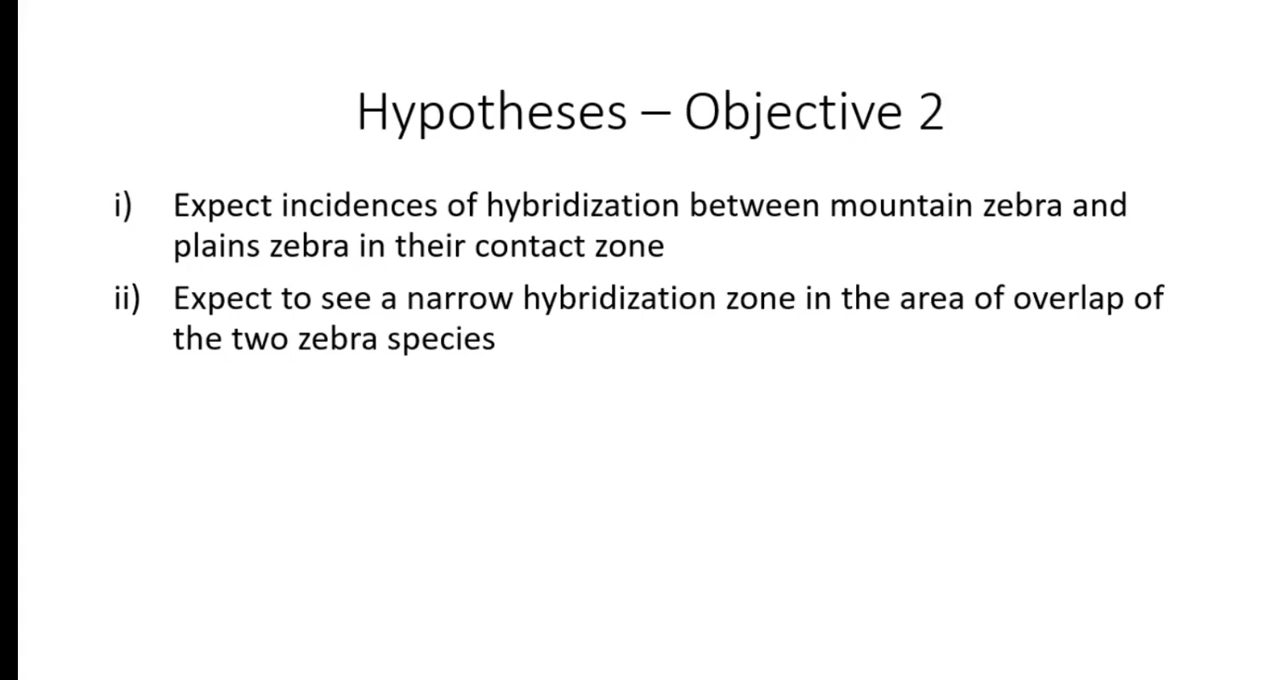 Hypotheses – Objective 2
i) Expect incidences of hybridization between mountain zebra and
plains zebra in their contact zone
ii) Expect to see a narrow hybridization zone in the area of overlap of
the two zebra species